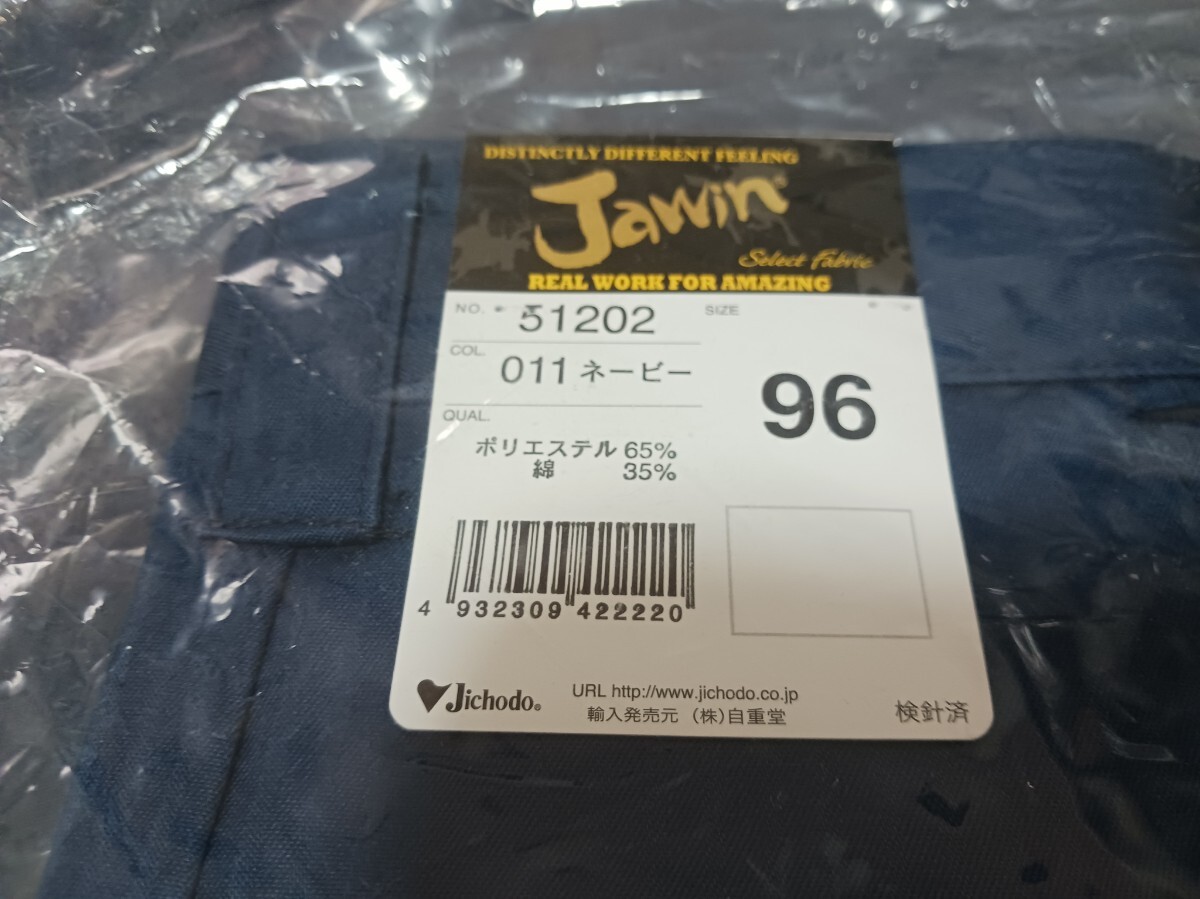 DISTINCTLY DIFFERENT FEELING
Jawin®
Select Fabric
REAL WORK FOR AMAZING
NO. 51202
SIZE
96
COL. 011 ネービー
QUAL.
ポリエステル 65%
綿 35%
4 932309 422220
Jichodo®
URL http://www.jichodo.co.jp
輸入発売元 (株)自重堂
検針済